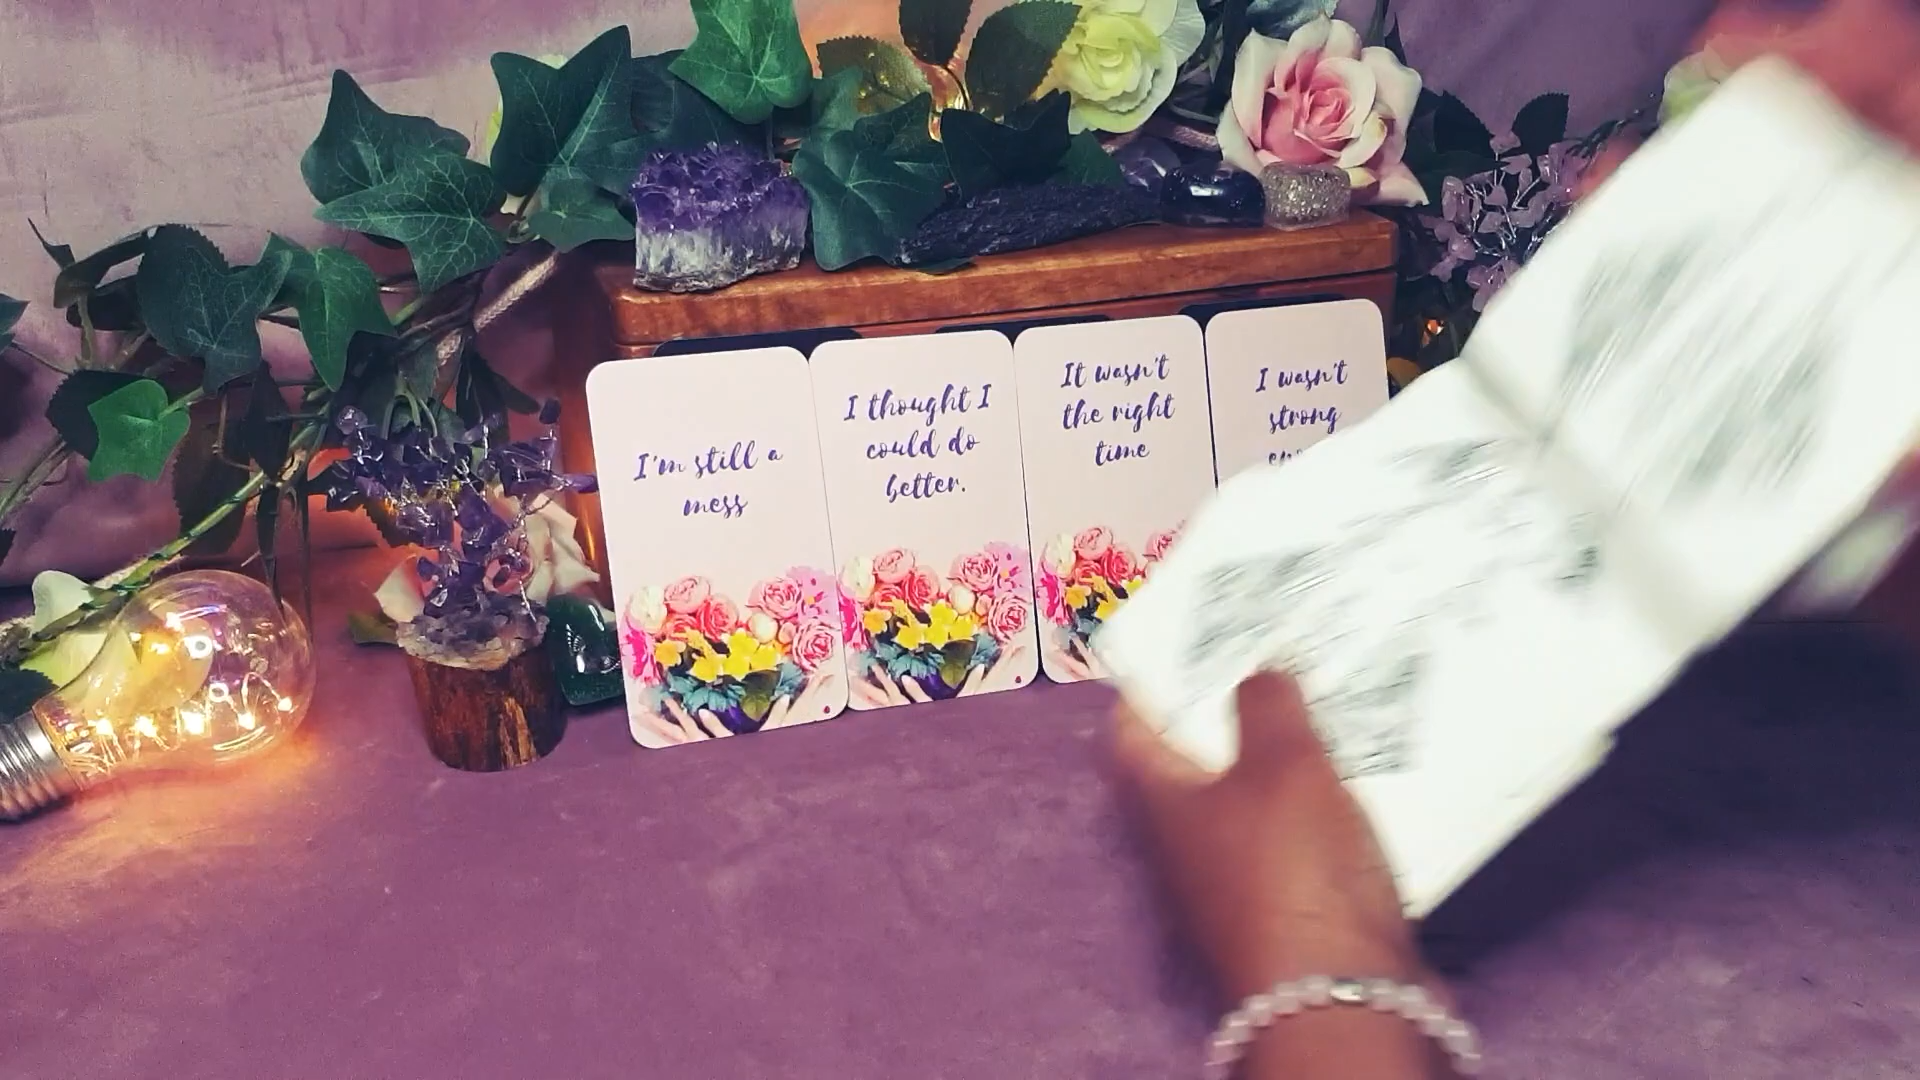 I'm still a
mess
I thought I
could do
better.
It wasn't
the right
time
I wasn't
strong